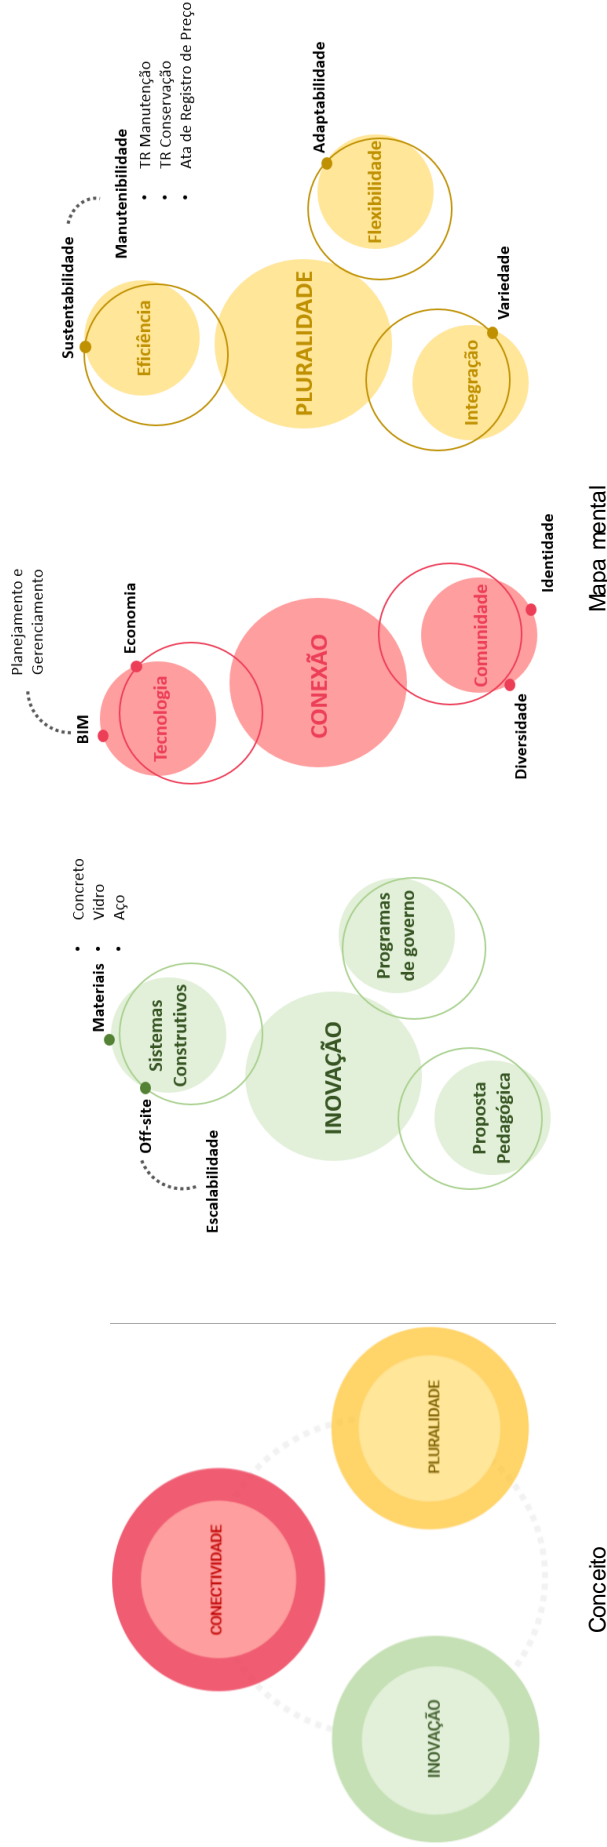 CONECTIVIDADE
INOVAÇÃO
PLURALIDADE
Conceito
Materiais
• Concreto
• Vidro
• Aço
Off-site
Sistemas
Construtivos
Escalabilidade
INOVAÇÃO
Programas
de governo
Proposta
Pedagógica
Planejamento e
Gerenciamento
BIM
Economia
Tecnologia
CONEXÃO
Comunidade
Diversidade
Identidade
Sustentabilidade
Manutenibilidade
• TR Manutenção
• TR Conservação
• Ata de Registro de Preço
Eficiência
PLURALIDADE
Adaptabilidade
Flexibilidade
Integração
Variedade
Mapa mental